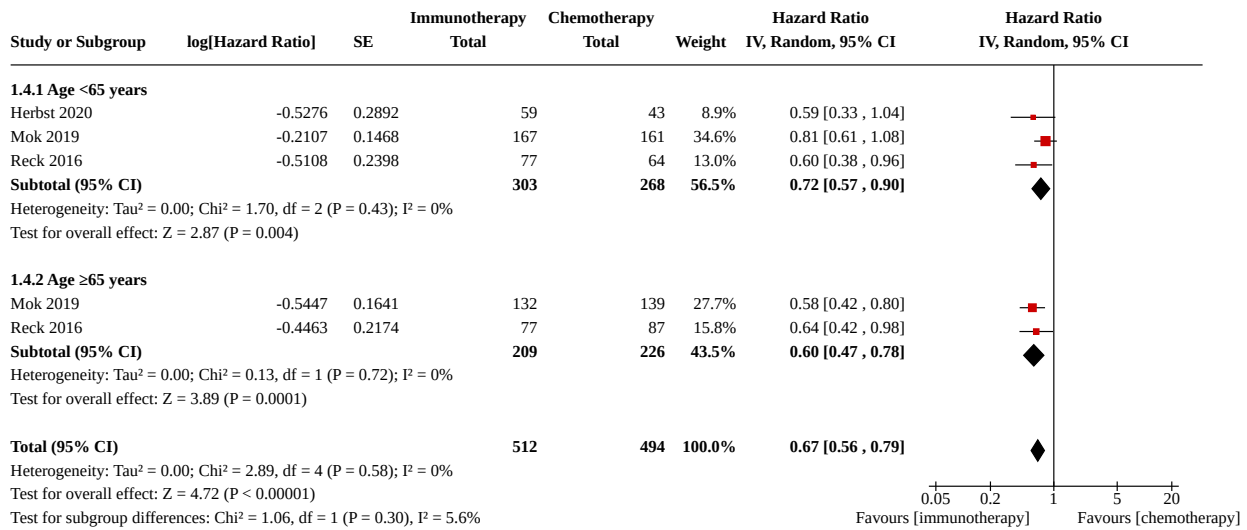 Immunotherapy Chemotherapy Hazard Ratio Hazard Ratio
Study or Subgroup log[Hazard Ratio] SE Total Total Weight IV, Random, 95% CI IV, Random, 95% CI
1.4.1 Age <65 years
Herbst 2020 -0.5276 0.2892 59 43 8.9% 0.59 [0.33 , 1.04]
Mok 2019 -0.2107 0.1468 167 161 34.6% 0.81 [0.61 , 1.08]
Reck 2016 -0.5108 0.2398 77 64 13.0% 0.60 [0.38 , 0.96]
Subtotal (95% CI) 303 268 56.5% 0.72 [0.57 , 0.90]
Heterogeneity: Tau² = 0.00; Chi² = 1.70, df = 2 (P = 0.43); I² = 0%
Test for overall effect: Z = 2.87 (P = 0.004)
1.4.2 Age ≥65 years
Mok 2019 -0.5447 0.1641 132 139 27.7% 0.58 [0.42 , 0.80]
Reck 2016 -0.4463 0.2174 77 87 15.8% 0.64 [0.42 , 0.98]
Subtotal (95% CI) 209 226 43.5% 0.60 [0.47 , 0.78]
Heterogeneity: Tau² = 0.00; Chi² = 0.13, df = 1 (P = 0.72); I² = 0%
Test for overall effect: Z = 3.89 (P = 0.0001)
Total (95% CI) 512 494 100.0% 0.67 [0.56 , 0.79]
Heterogeneity: Tau² = 0.00; Chi² = 2.89, df = 4 (P = 0.58); I² = 0%
Test for overall effect: Z = 4.72 (P < 0.00001)
0.05 0.2 1 5 20
Test for subgroup differences: Chi² = 1.06, df = 1 (P = 0.30), I² = 5.6%
Favours [immunotherapy] Favours [chemotherapy]